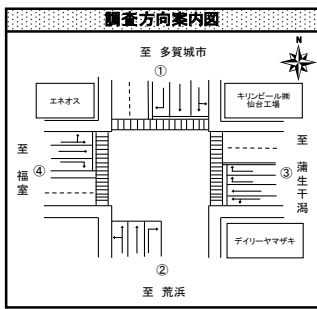 調査方向案内図
至 多賀城市
①
N
エネオス
キリンビール㈱
仙台工場
至
福室
④
至
蒲生干潟
③
デイリーヤマザキ
②
至 荒浜